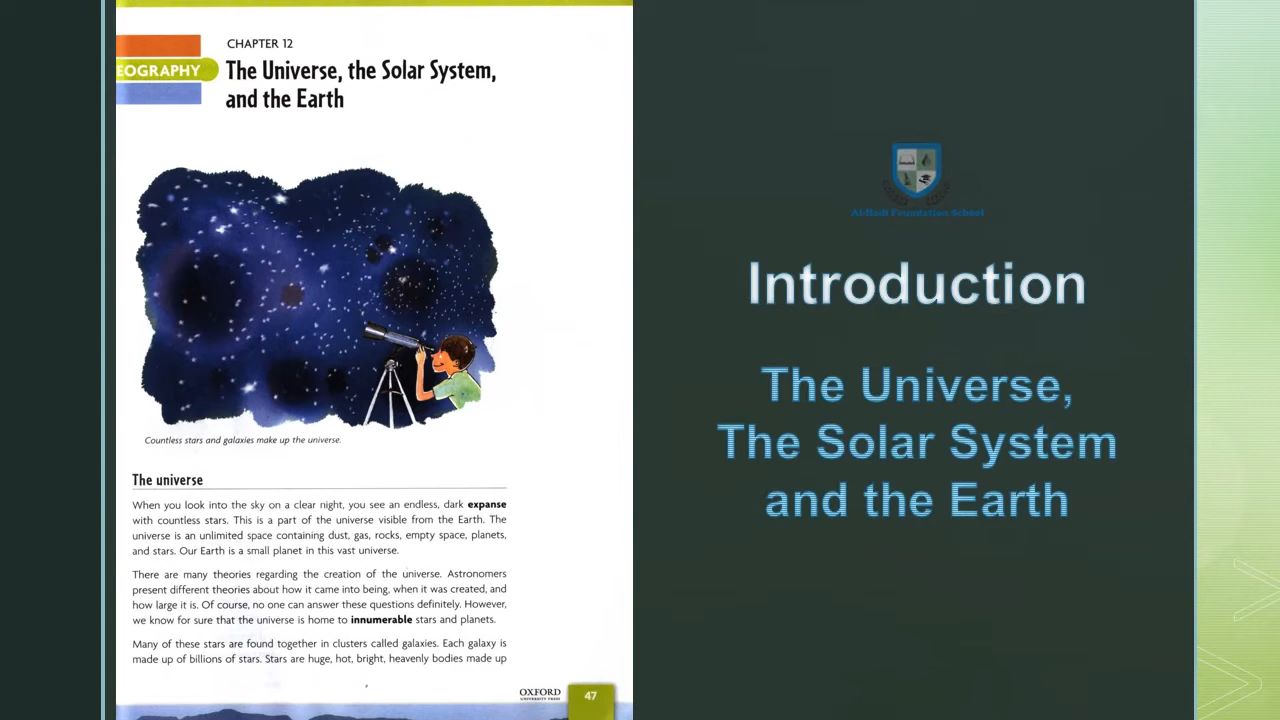 CHAPTER 12
EOGRAPHY
The Universe, the Solar System,
and the Earth
Countless stars and galaxies make up the universe.
The universe
When you look into the sky on a clear night, you see an endless, dark expanse
with countless stars. This is a part of the universe visible from the Earth. The
universe is an unlimited space containing dust, gas, rocks, empty space, planets,
and stars. Our Earth is a small planet in this vast universe.
There are many theories regarding the creation of the universe. Astronomers
present different theories about how it came into being, when it was created, and
how large it is. Of course, no one can answer these questions definitely. However,
we know for sure that the universe is home to innumerable stars and planets.
Many of these stars are found together in clusters called galaxies. Each galaxy is
made up of billions of stars. Stars are huge, hot, bright, heavenly bodies made up
OXFORD
UNIVERSITY PRESS
47
Al-Hadi Foundation School
Introduction
The Universe,
The Solar System
and the Earth